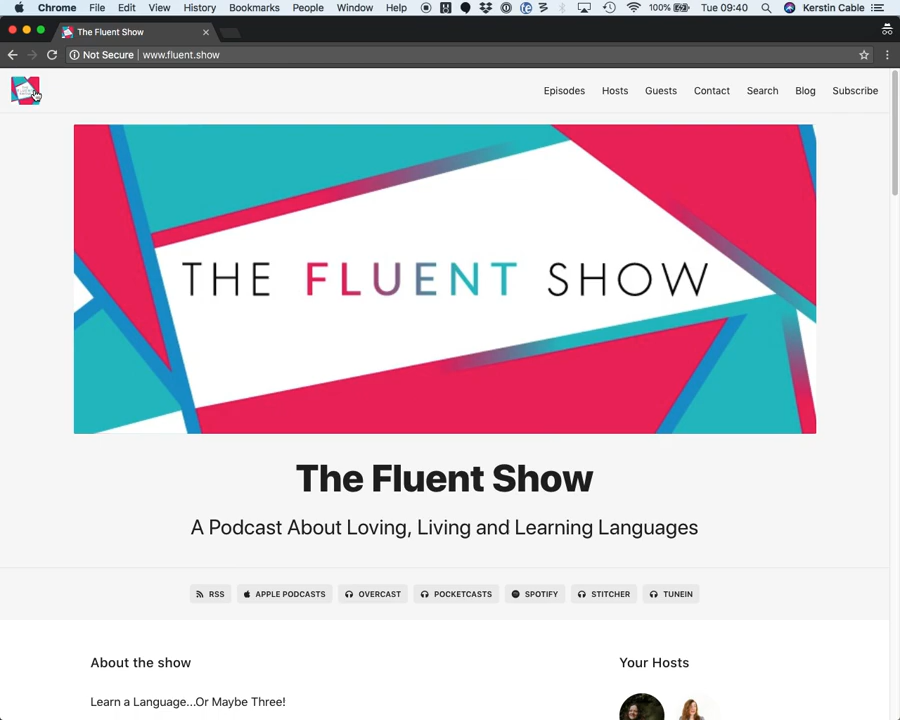 Chrome File Edit View History Bookmarks People Window Help 100% Tue 09:40 Kerstin Cable
The Fluent Show
Not Secure www.fluent.show
Episodes Hosts Guests Contact Search Blog Subscribe
THE FLUENT SHOW
The Fluent Show
A Podcast About Loving, Living and Learning Languages
RSS APPLE PODCASTS OVERCAST POCKETCASTS SPOTIFY STITCHER TUNEIN
About the show
Your Hosts
Learn a Language...Or Maybe Three!